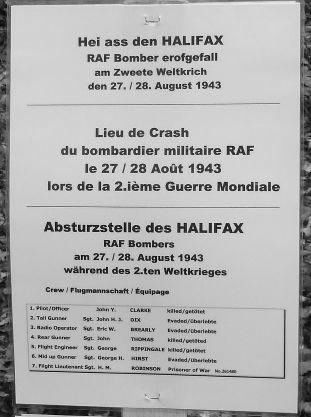 Hei ass den HALIFAX
RAF Bomber erofgefall
am Zweete Weltkrich
den 27. / 28. August 1943
Lieu de Crash
du bombardier militaire RAF
le 27 / 28 Août 1943
lors de la 2.ième Guerre Mondiale
Absturzstelle des HALIFAX
RAF Bombers
am 27. / 28. August 1943
während des 2.ten Weltkrieges
Crew / Flugmannschaft / Équipage
1. Pilot/Officer John Y. CLARKE killed/getötet
2. Tail Gunner Sgt. John H. J. DIX Evaded/überlebte
3. Radio Operator Sgt. Eric W. BREARLY Evaded/überlebte
4. Rear Gunner Sgt. John THOMAS killed/getötet
5. Flight Engineer Sgt. George RIPPINGALE killed/getötet
6. Mid up Gunner Sgt. George H. HIRST Evaded/überlebte
7. Flight Lieutenant Sgt. H. M. ROBINSON Prisoner of War